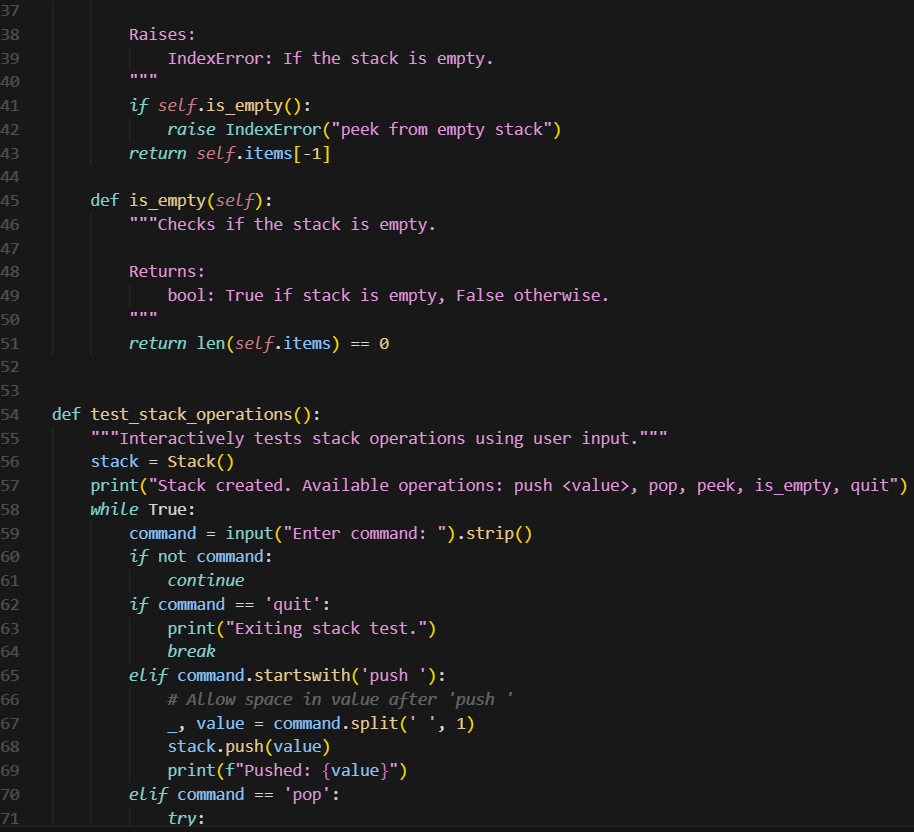 37
38 Raises:
39 IndexError: If the stack is empty.
40 """
41 if self.is_empty():
42 raise IndexError("peek from empty stack")
43 return self.items[-1]
44
45 def is_empty(self):
46 """Checks if the stack is empty.
47
48 Returns:
49 bool: True if stack is empty, False otherwise.
50 """
51 return len(self.items) == 0
52
53
54 def test_stack_operations():
55 """Interactively tests stack operations using user input."""
56 stack = Stack()
57 print("Stack created. Available operations: push <value>, pop, peek, is_empty, quit")
58 while True:
59 command = input("Enter command: ").strip()
60 if not command:
61 continue
62 if command == 'quit':
63 print("Exiting stack test.")
64 break
65 elif command.startswith('push '):
66 # Allow space in value after 'push '
67 _, value = command.split(' ', 1)
68 stack.push(value)
69 print(f"Pushed: {value}")
70 elif command == 'pop':
71 try: